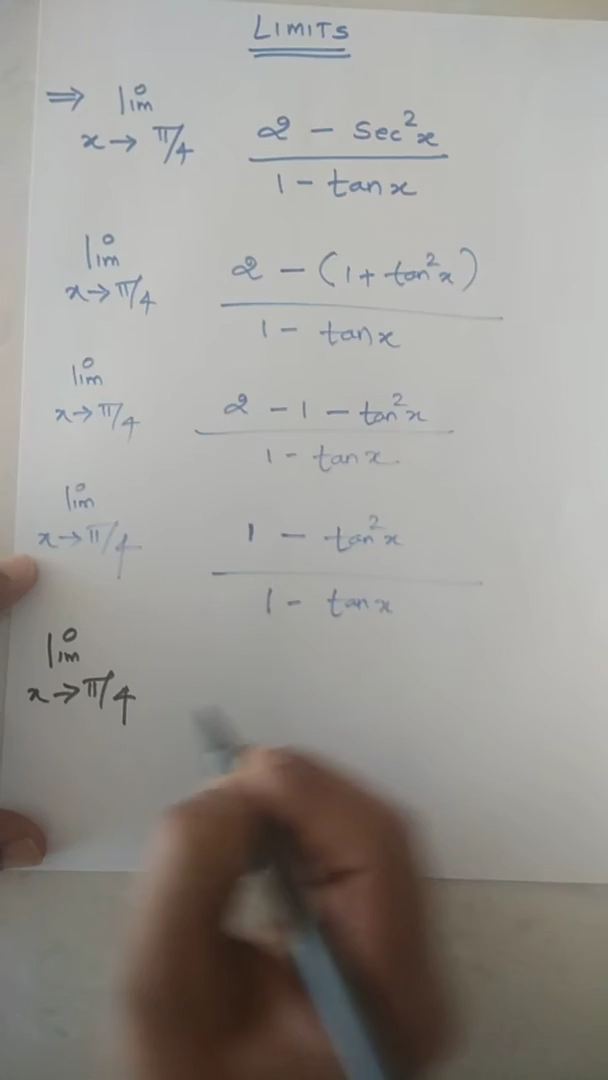 LIMITS
⇒ lim x→π/4 (2 - sec²x)/(1 - tan x)
lim x→π/4 (2 - (1 + tan²x))/(1 - tan x)
lim x→π/4 (2 - 1 - tan²x)/(1 - tan x.)
lim x→π/4 (1 - tan²x)/(1 - tan x)
lim x→π/4